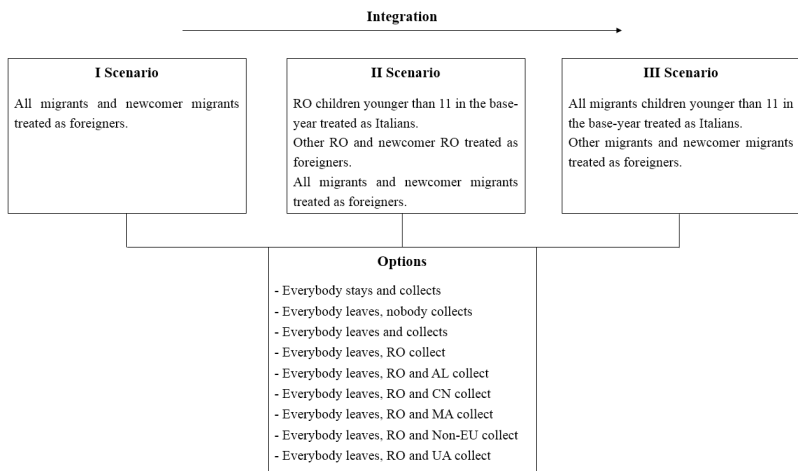 Integration
I Scenario
All migrants and newcomer migrants
treated as foreigners.
II Scenario
RO children younger than 11 in the base-
year treated as Italians.
Other RO and newcomer RO treated as
foreigners.
All migrants and newcomer migrants
treated as foreigners.
III Scenario
All migrants children younger than 11 in
the base-year treated as Italians.
Other migrants and newcomer migrants
treated as foreigners.
Options
- Everybody stays and collects
- Everybody leaves, nobody collects
- Everybody leaves and collects
- Everybody leaves, RO collect
- Everybody leaves, RO and AL collect
- Everybody leaves, RO and CN collect
- Everybody leaves, RO and MA collect
- Everybody leaves, RO and Non-EU collect
- Everybody leaves, RO and UA collect